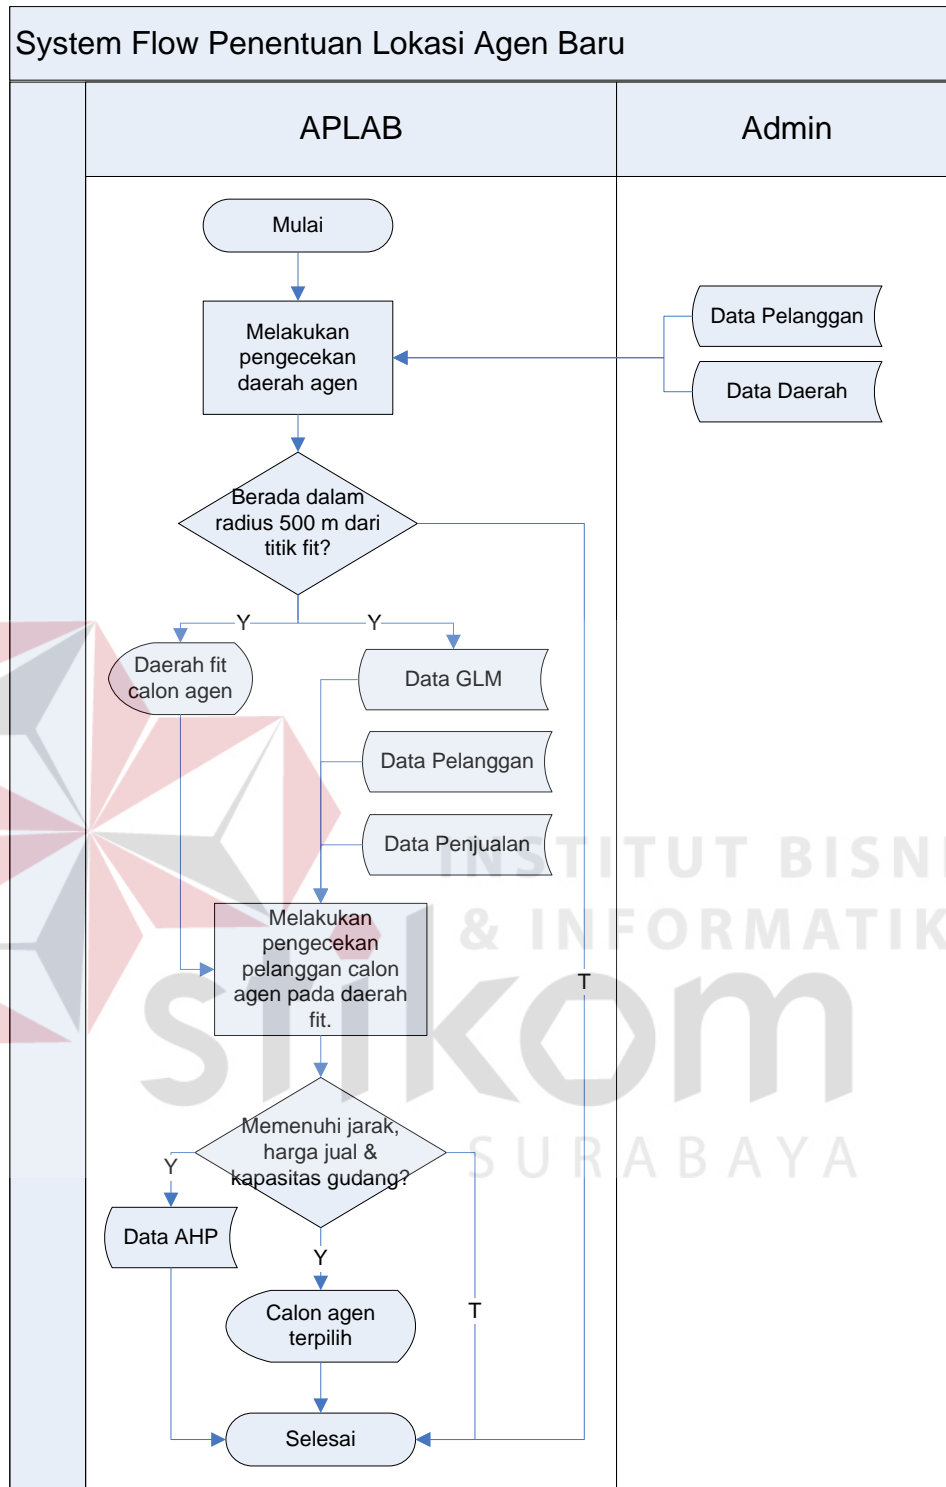 System Flow Penentuan Lokasi Agen Baru
APLAB
Admin
Mulai
Melakukan
pengecekan
daerah agen
Data Pelanggan
Data Daerah
Berada dalam
radius 500 m dari
titik fit?
Y
Y
Daerah fit
calon agen
Data GLM
Data Pelanggan
Data Penjualan
INSTITUT BISNI
& INFORMATIK
stikom
SURABAYA
Melakukan
pengecekan
pelanggan calon
agen pada daerah
fit.
T
Memenuhi jarak,
harga jual &
kapasitas gudang?
Y
Data AHP
Y
T
Calon agen
terpilih
Selesai